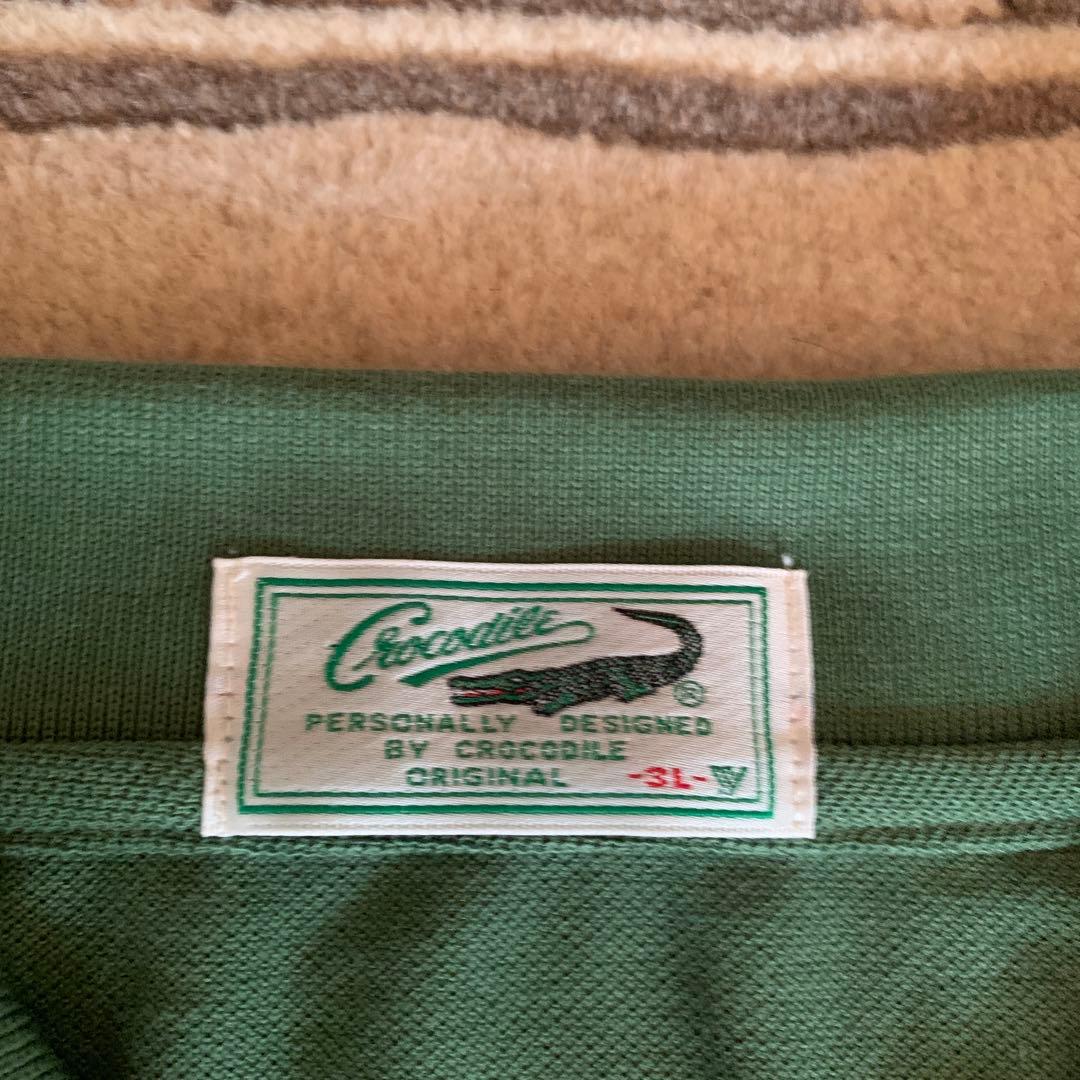 Crocodile
®
PERSONALLY DESIGNED
BY CROCODILE
ORIGINAL -3L-